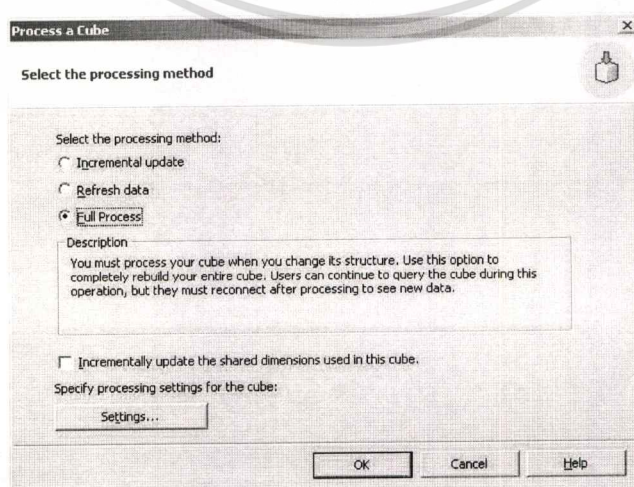 Process a Cube
Select the processing method
Select the processing method:
Incremental update
Refresh data
Full Process
Description
You must process your cube when you change its structure. Use this option to
completely rebuild your entire cube. Users can continue to query the cube during this
operation, but they must reconnect after processing to see new data.
Incrementally update the shared dimensions used in this cube.
Specify processing settings for the cube:
Settings...
OK Cancel Help